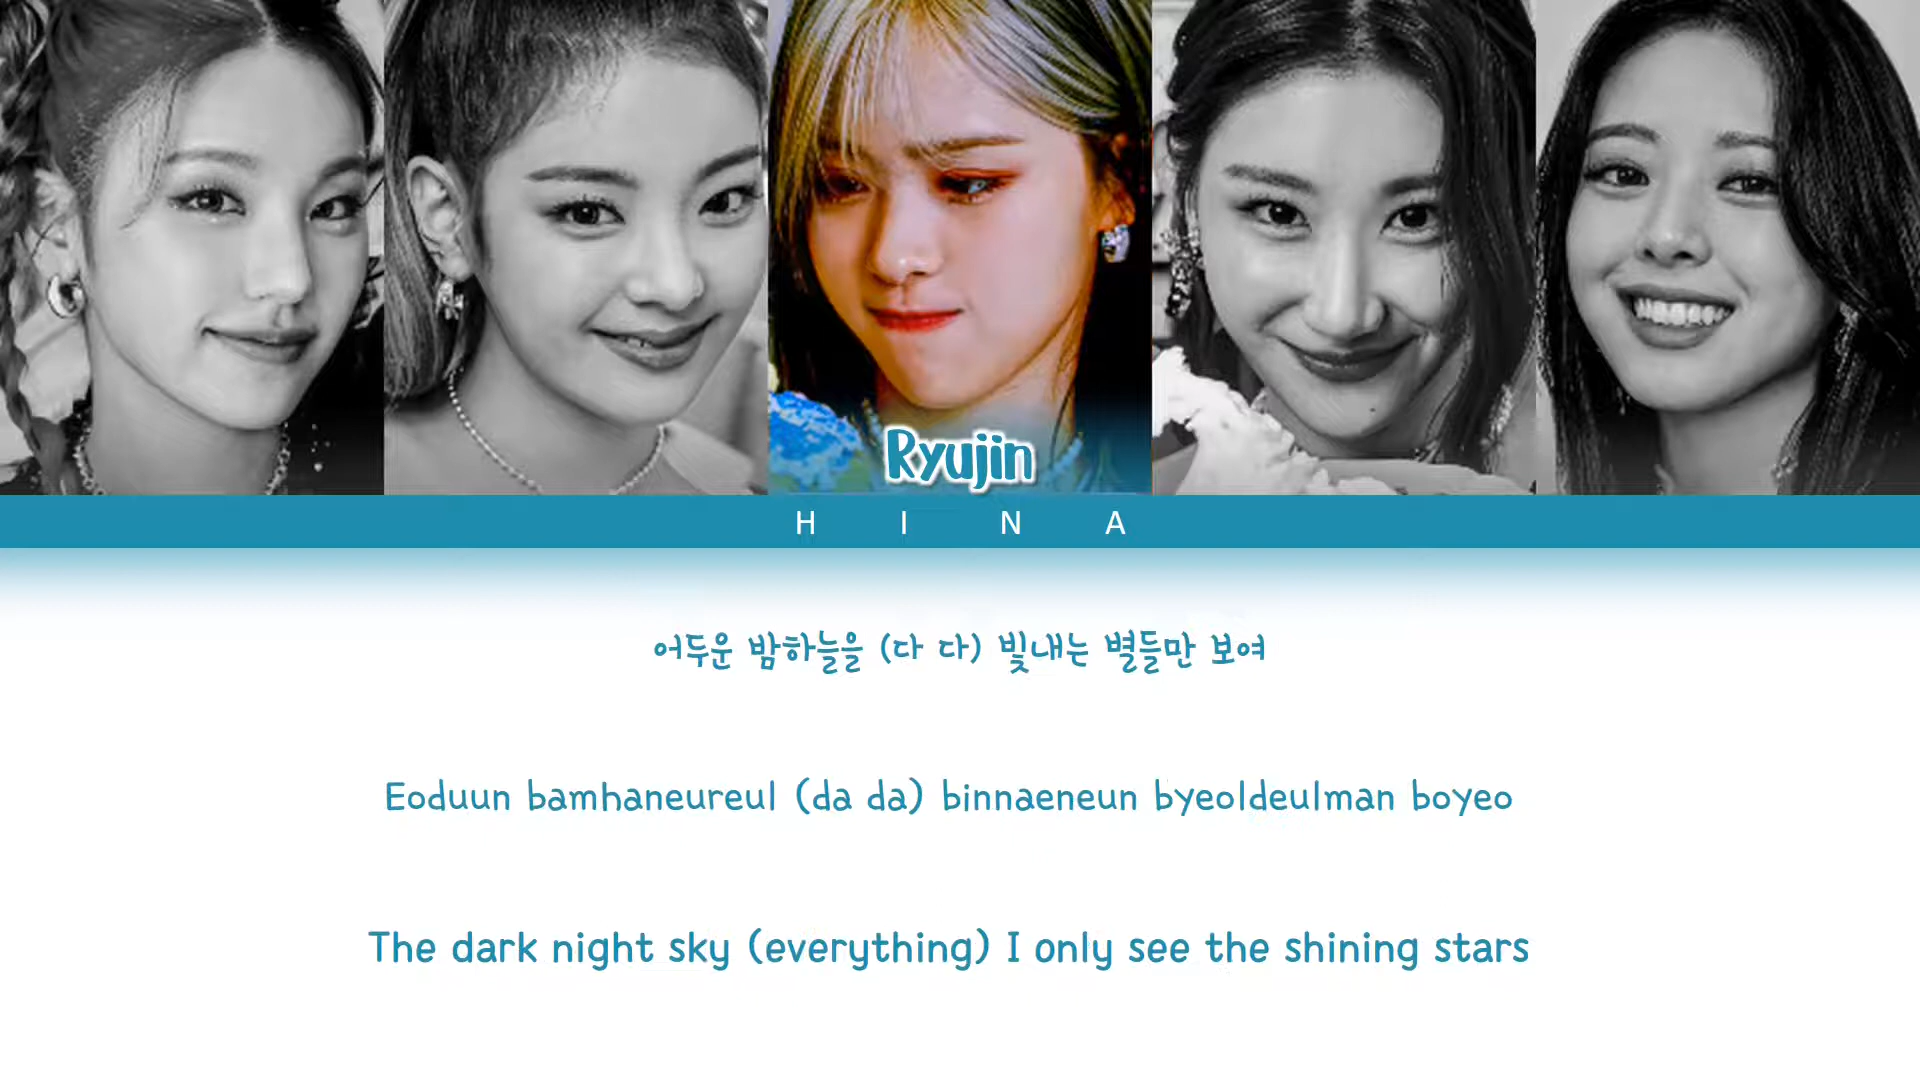 Ryujin
H I N A
어두운 밤하늘을 (다 다) 빛내는 별들만 보여
Eoduun bamhaneureul (da da) binnaeneun byeoldeulman boyeo
The dark night sky (everything) I only see the shining stars